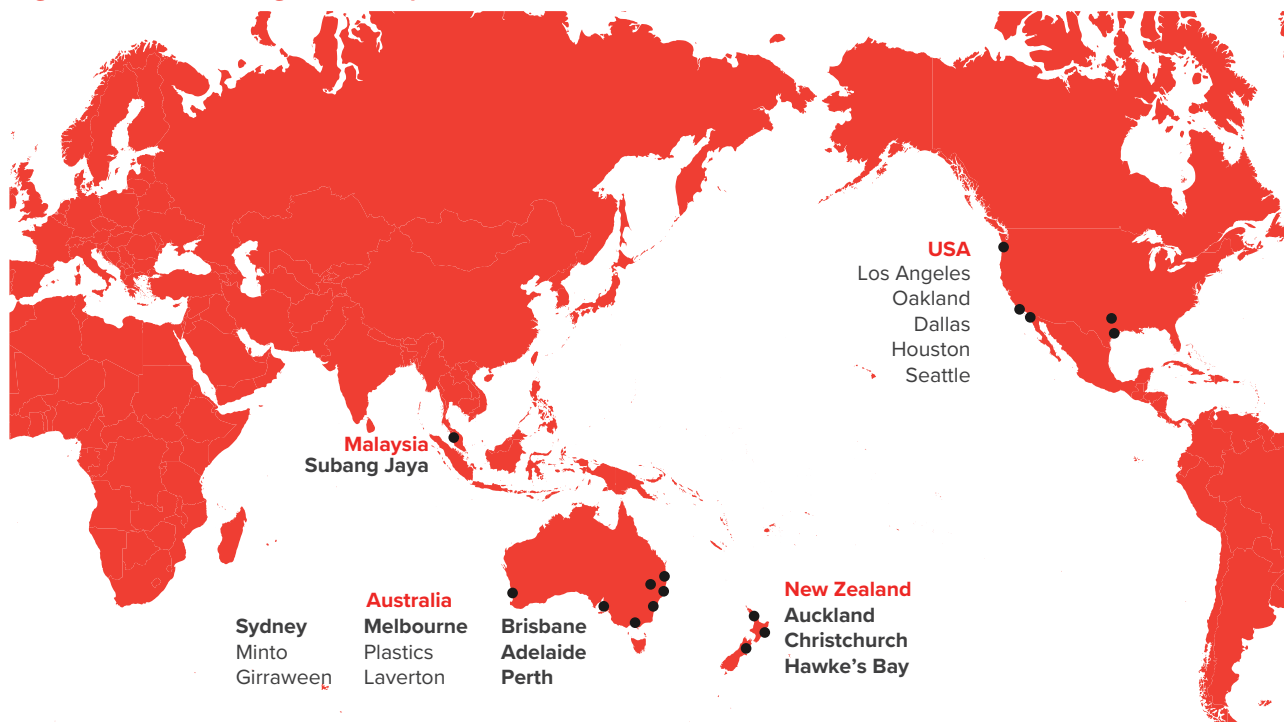 USA
Los Angeles
Oakland
Dallas
Houston
Seattle
Malaysia
Subang Jaya
Australia
Sydney
Minto
Girraween
Melbourne
Plastics
Laverton
Brisbane
Adelaide
Perth
New Zealand
Auckland
Christchurch
Hawke's Bay